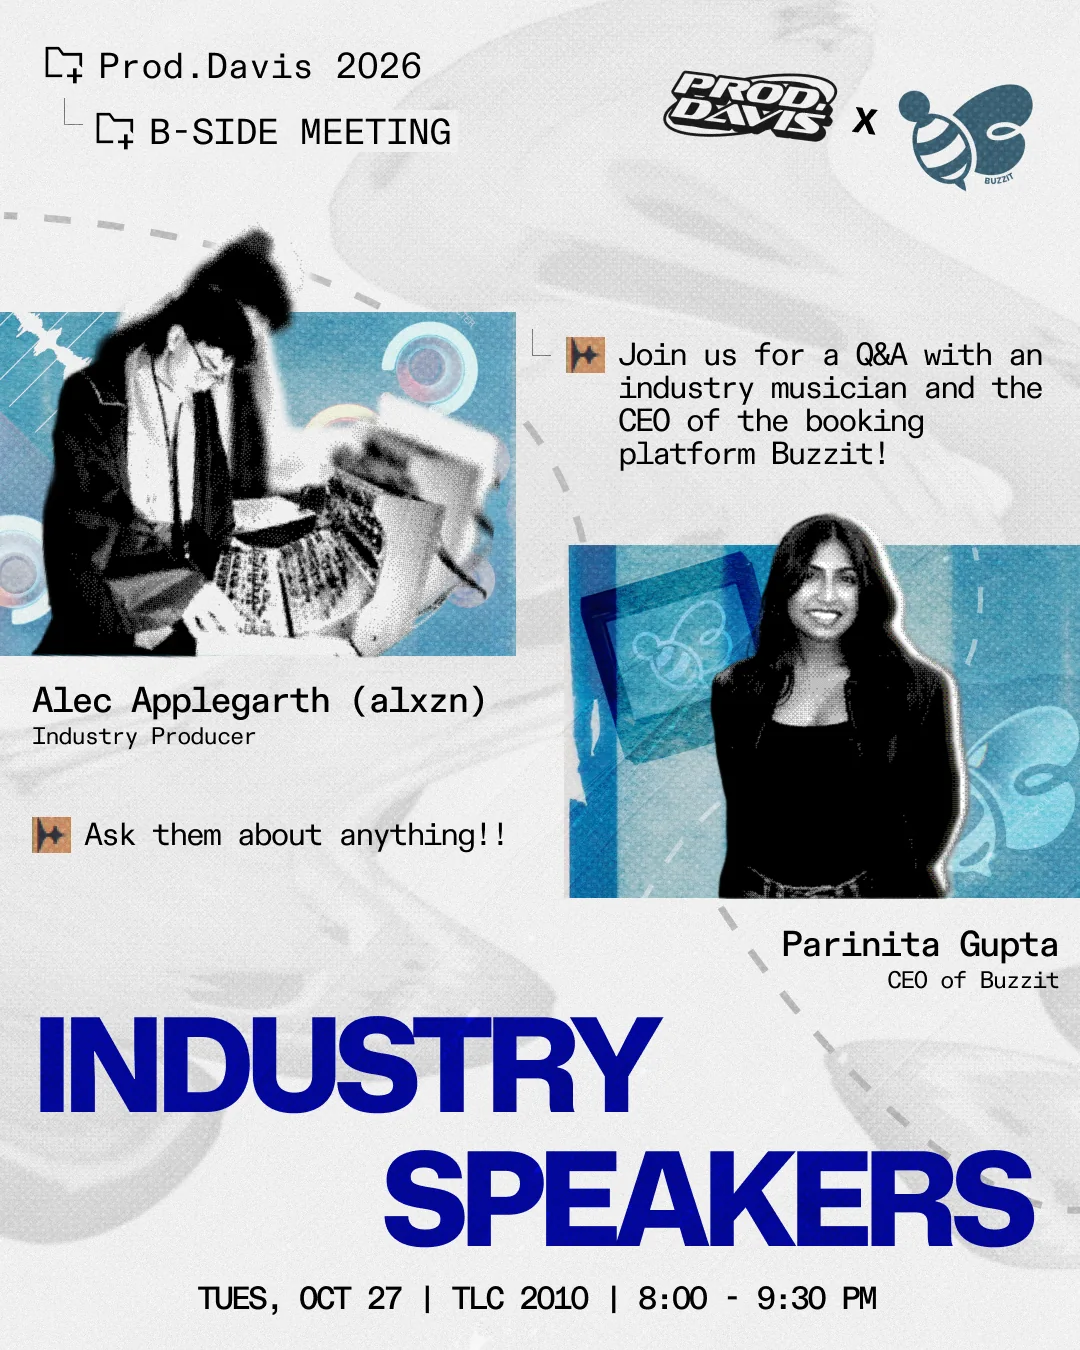 Prod.Davis 2026
B-SIDE MEETING
PROD.
DAVIS
X
BUZZIT
Join us for a Q&A with an
industry musician and the
CEO of the booking
platform Buzzit!
Alec Applegarth (alxzn)
Industry Producer
Ask them about anything!!
Parinita Gupta
CEO of Buzzit
INDUSTRY
SPEAKERS
TUES, OCT 27 | TLC 2010 | 8:00 - 9:30 PM